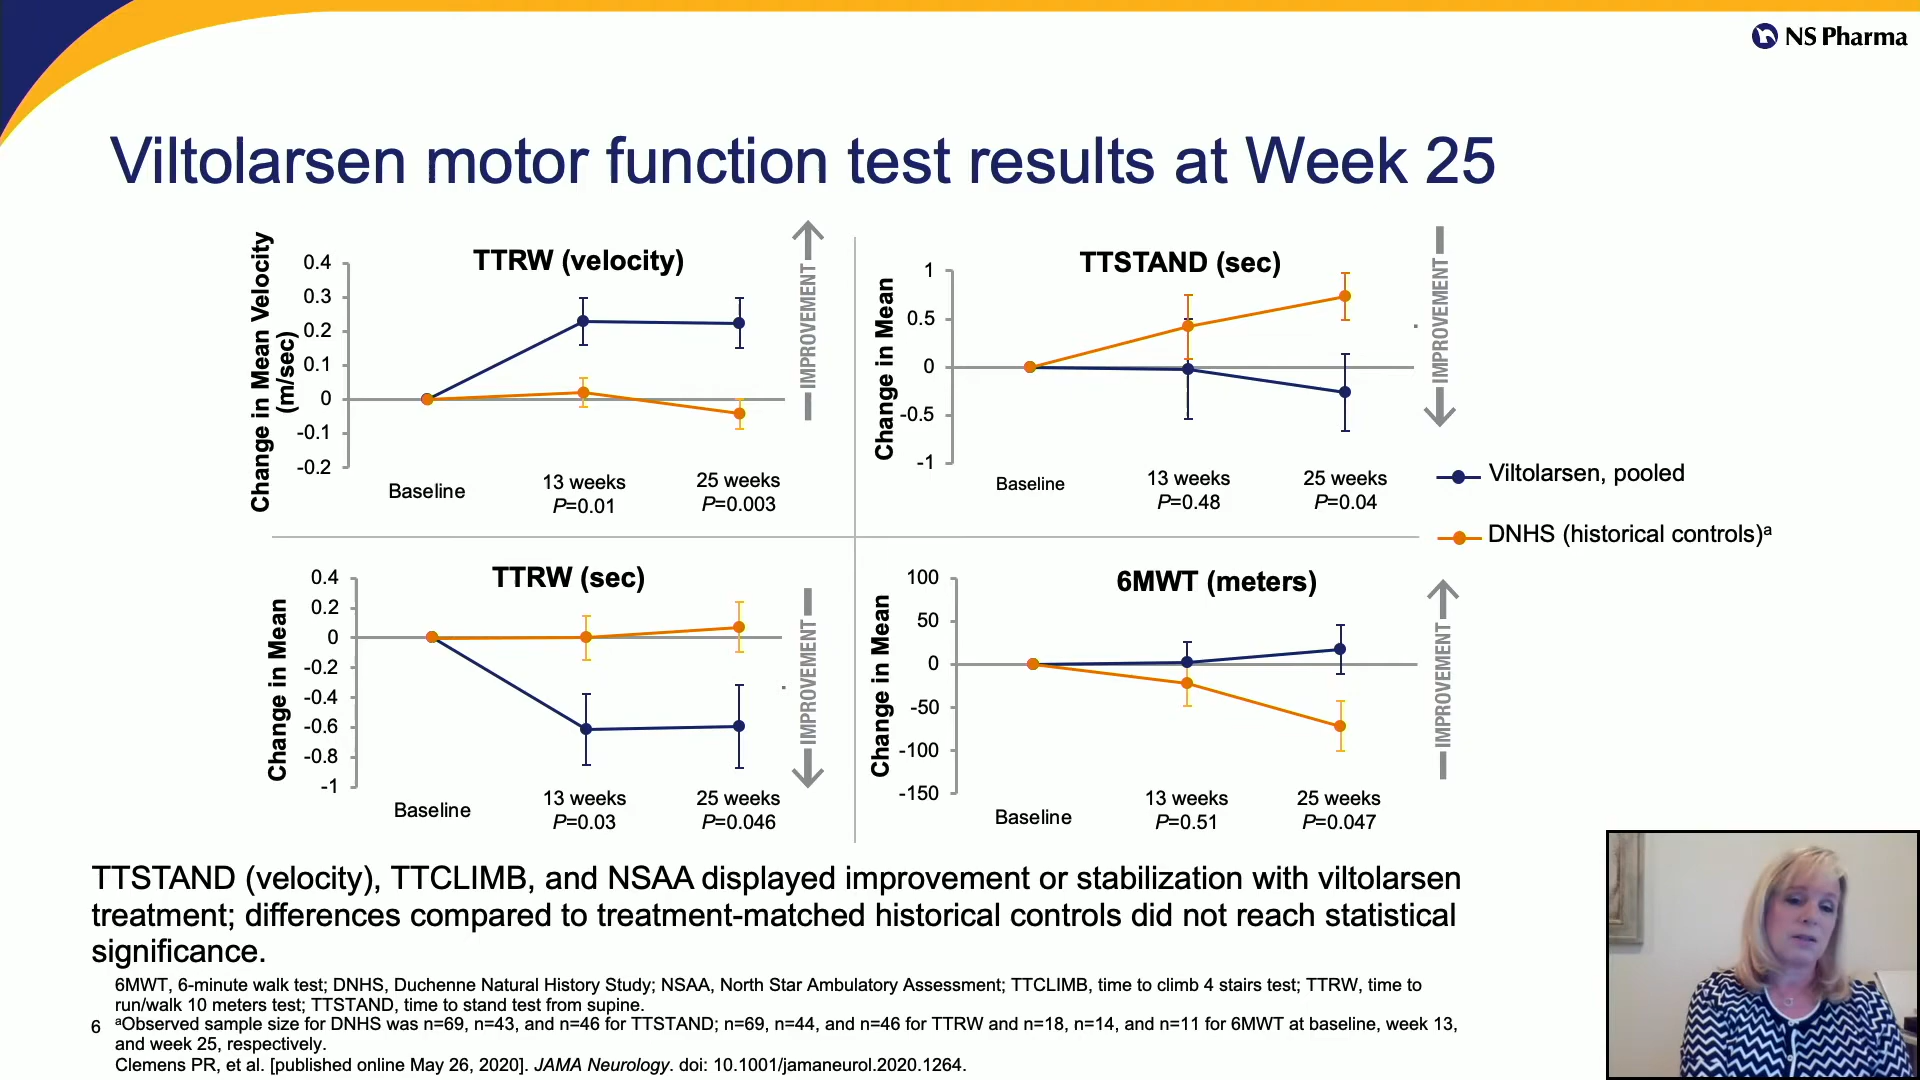 NS Pharma
Viltolarsen motor function test results at Week 25
TTRW (velocity)
Change in Mean Velocity
(m/sec)
0.4
0.3
0.2
0.1
0
-0.1
-0.2
Baseline
13 weeks
P=0.01
25 weeks
P=0.003
IMPROVEMENT
TTSTAND (sec)
Change in Mean
1
0.5
0
-0.5
-1
Baseline
13 weeks
P=0.48
25 weeks
P=0.04
IMPROVEMENT
Viltolarsen, pooled
DNHS (historical controls)ª
TTRW (sec)
Change in Mean
0.4
0.2
0
-0.2
-0.4
-0.6
-0.8
-1
Baseline
13 weeks
P=0.03
25 weeks
P=0.046
IMPROVEMENT
6MWT (meters)
Change in Mean
100
50
0
-50
-100
-150
Baseline
13 weeks
P=0.51
25 weeks
P=0.047
IMPROVEMENT
TTSTAND (velocity), TTCLIMB, and NSAA displayed improvement or stabilization with viltolarsen
treatment; differences compared to treatment-matched historical controls did not reach statistical
significance.
6MWT, 6-minute walk test; DNHS, Duchenne Natural History Study; NSAA, North Star Ambulatory Assessment; TTCLIMB, time to climb 4 stairs test; TTRW, time to
run/walk 10 meters test; TTSTAND, time to stand test from supine.
6 ªObserved sample size for DNHS was n=69, n=43, and n=46 for TTSTAND; n=69, n=44, and n=46 for TTRW and n=18, n=14, and n=11 for 6MWT at baseline, week 13,
and week 25, respectively.
Clemens PR, et al. [published online May 26, 2020]. JAMA Neurology. doi: 10.1001/jamaneurol.2020.1264.